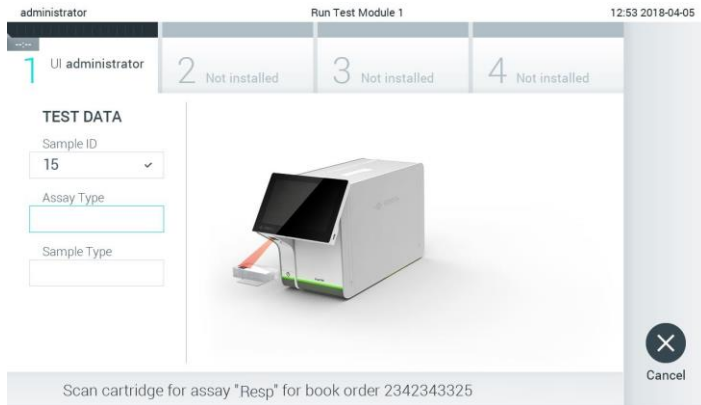 administrator
Run Test Module 1
12:53 2018-04-05
--:--
1 UI administrator
2 Not installed
3 Not installed
4 Not installed
TEST DATA
Sample ID
15
Assay Type
Sample Type
Cancel
Scan cartridge for assay "Resp" for book order 2342343325